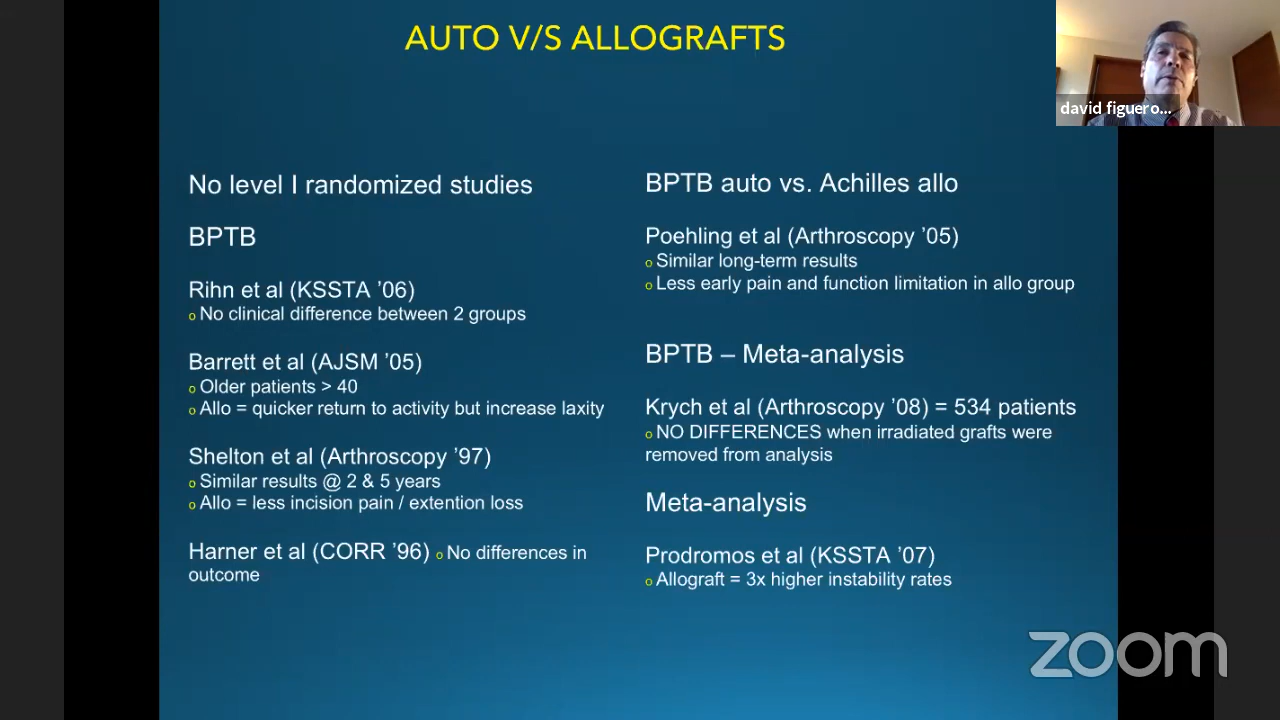 AUTO V/S ALLOGRAFTS
david figuero...
No level I randomized studies
BPTB
Rihn et al (KSSTA ’06)
o No clinical difference between 2 groups
Barrett et al (AJSM ’05)
o Older patients > 40
o Allo = quicker return to activity but increase laxity
Shelton et al (Arthroscopy ’97)
o Similar results @ 2 & 5 years
o Allo = less incision pain / extention loss
Harner et al (CORR ’96) o No differences in
outcome
BPTB auto vs. Achilles allo
Poehling et al (Arthroscopy ’05)
o Similar long-term results
o Less early pain and function limitation in allo group
BPTB – Meta-analysis
Krych et al (Arthroscopy ’08) = 534 patients
o NO DIFFERENCES when irradiated grafts were
removed from analysis
Meta-analysis
Prodromos et al (KSSTA ’07)
o Allograft = 3x higher instability rates
zoom